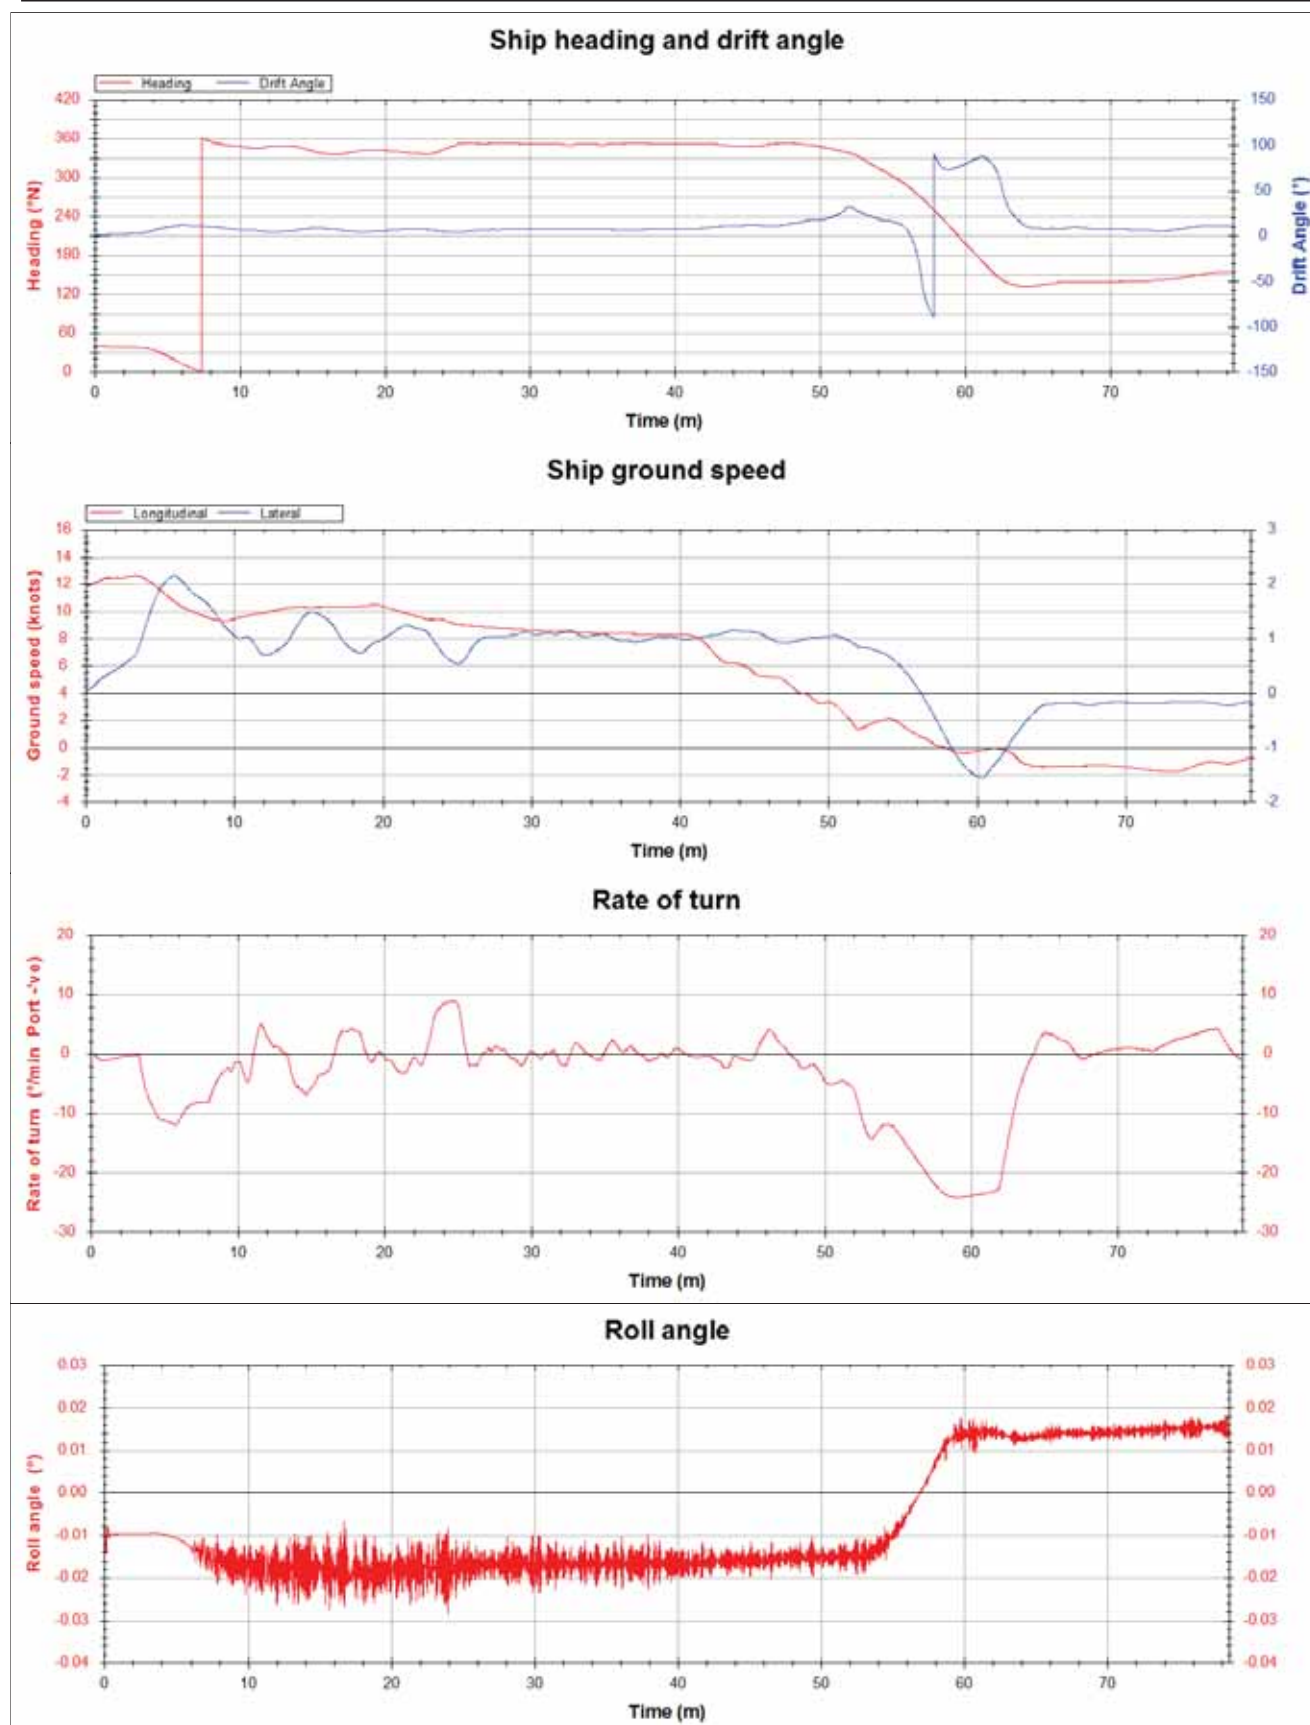 Ship heading and drift angle
Heading Drift Angle
420 360 300 240 180 120 60 0
Heading (°N)
150 100 50 0 -50 -100 -150
Drift Angle (°)
0 10 20 30 40 50 60 70
Time (m)
Ship ground speed
Longitudinal Lateral
16 14 12 10 8 6 4 2 0 -2 -4
Ground speed (knots)
3 2 1 0 -1 -2
0 10 20 30 40 50 60 70
Time (m)
Rate of turn
20 10 0 -10 -20 -30
Rate of turn (°/min Port -'ve)
20 10 0 -10 -20 -30
0 10 20 30 40 50 60 70
Time (m)
Roll angle
0.03 0.02 0.01 0.00 -0.01 -0.02 -0.03 -0.04
Roll angle (°)
0.03 0.02 0.01 0.00 -0.01 -0.02 -0.03 -0.04
0 10 20 30 40 50 60 70
Time (m)